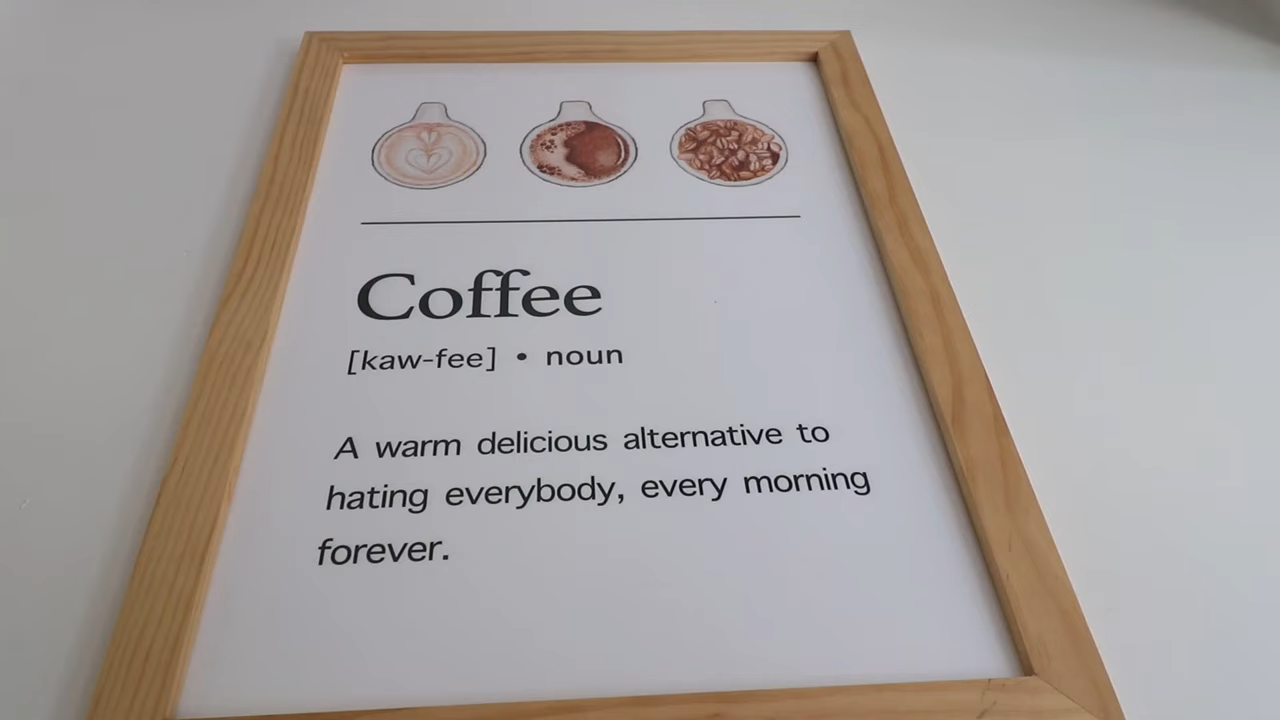 Coffee
[kaw-fee] • noun
A warm delicious alternative to
hating everybody, every morning
forever.